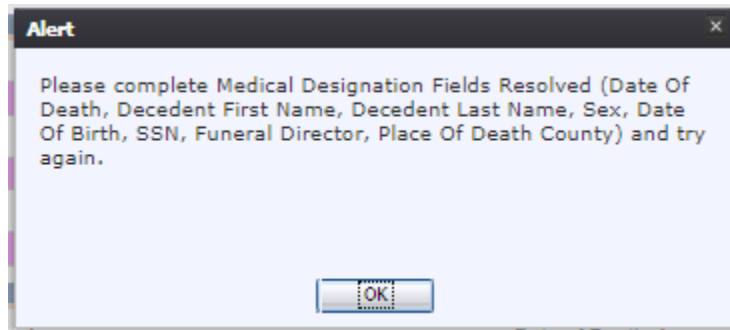 Alert
Please complete Medical Designation Fields Resolved (Date Of
Death, Decedent First Name, Decedent Last Name, Sex, Date
Of Birth, SSN, Funeral Director, Place Of Death County) and try
again.
OK